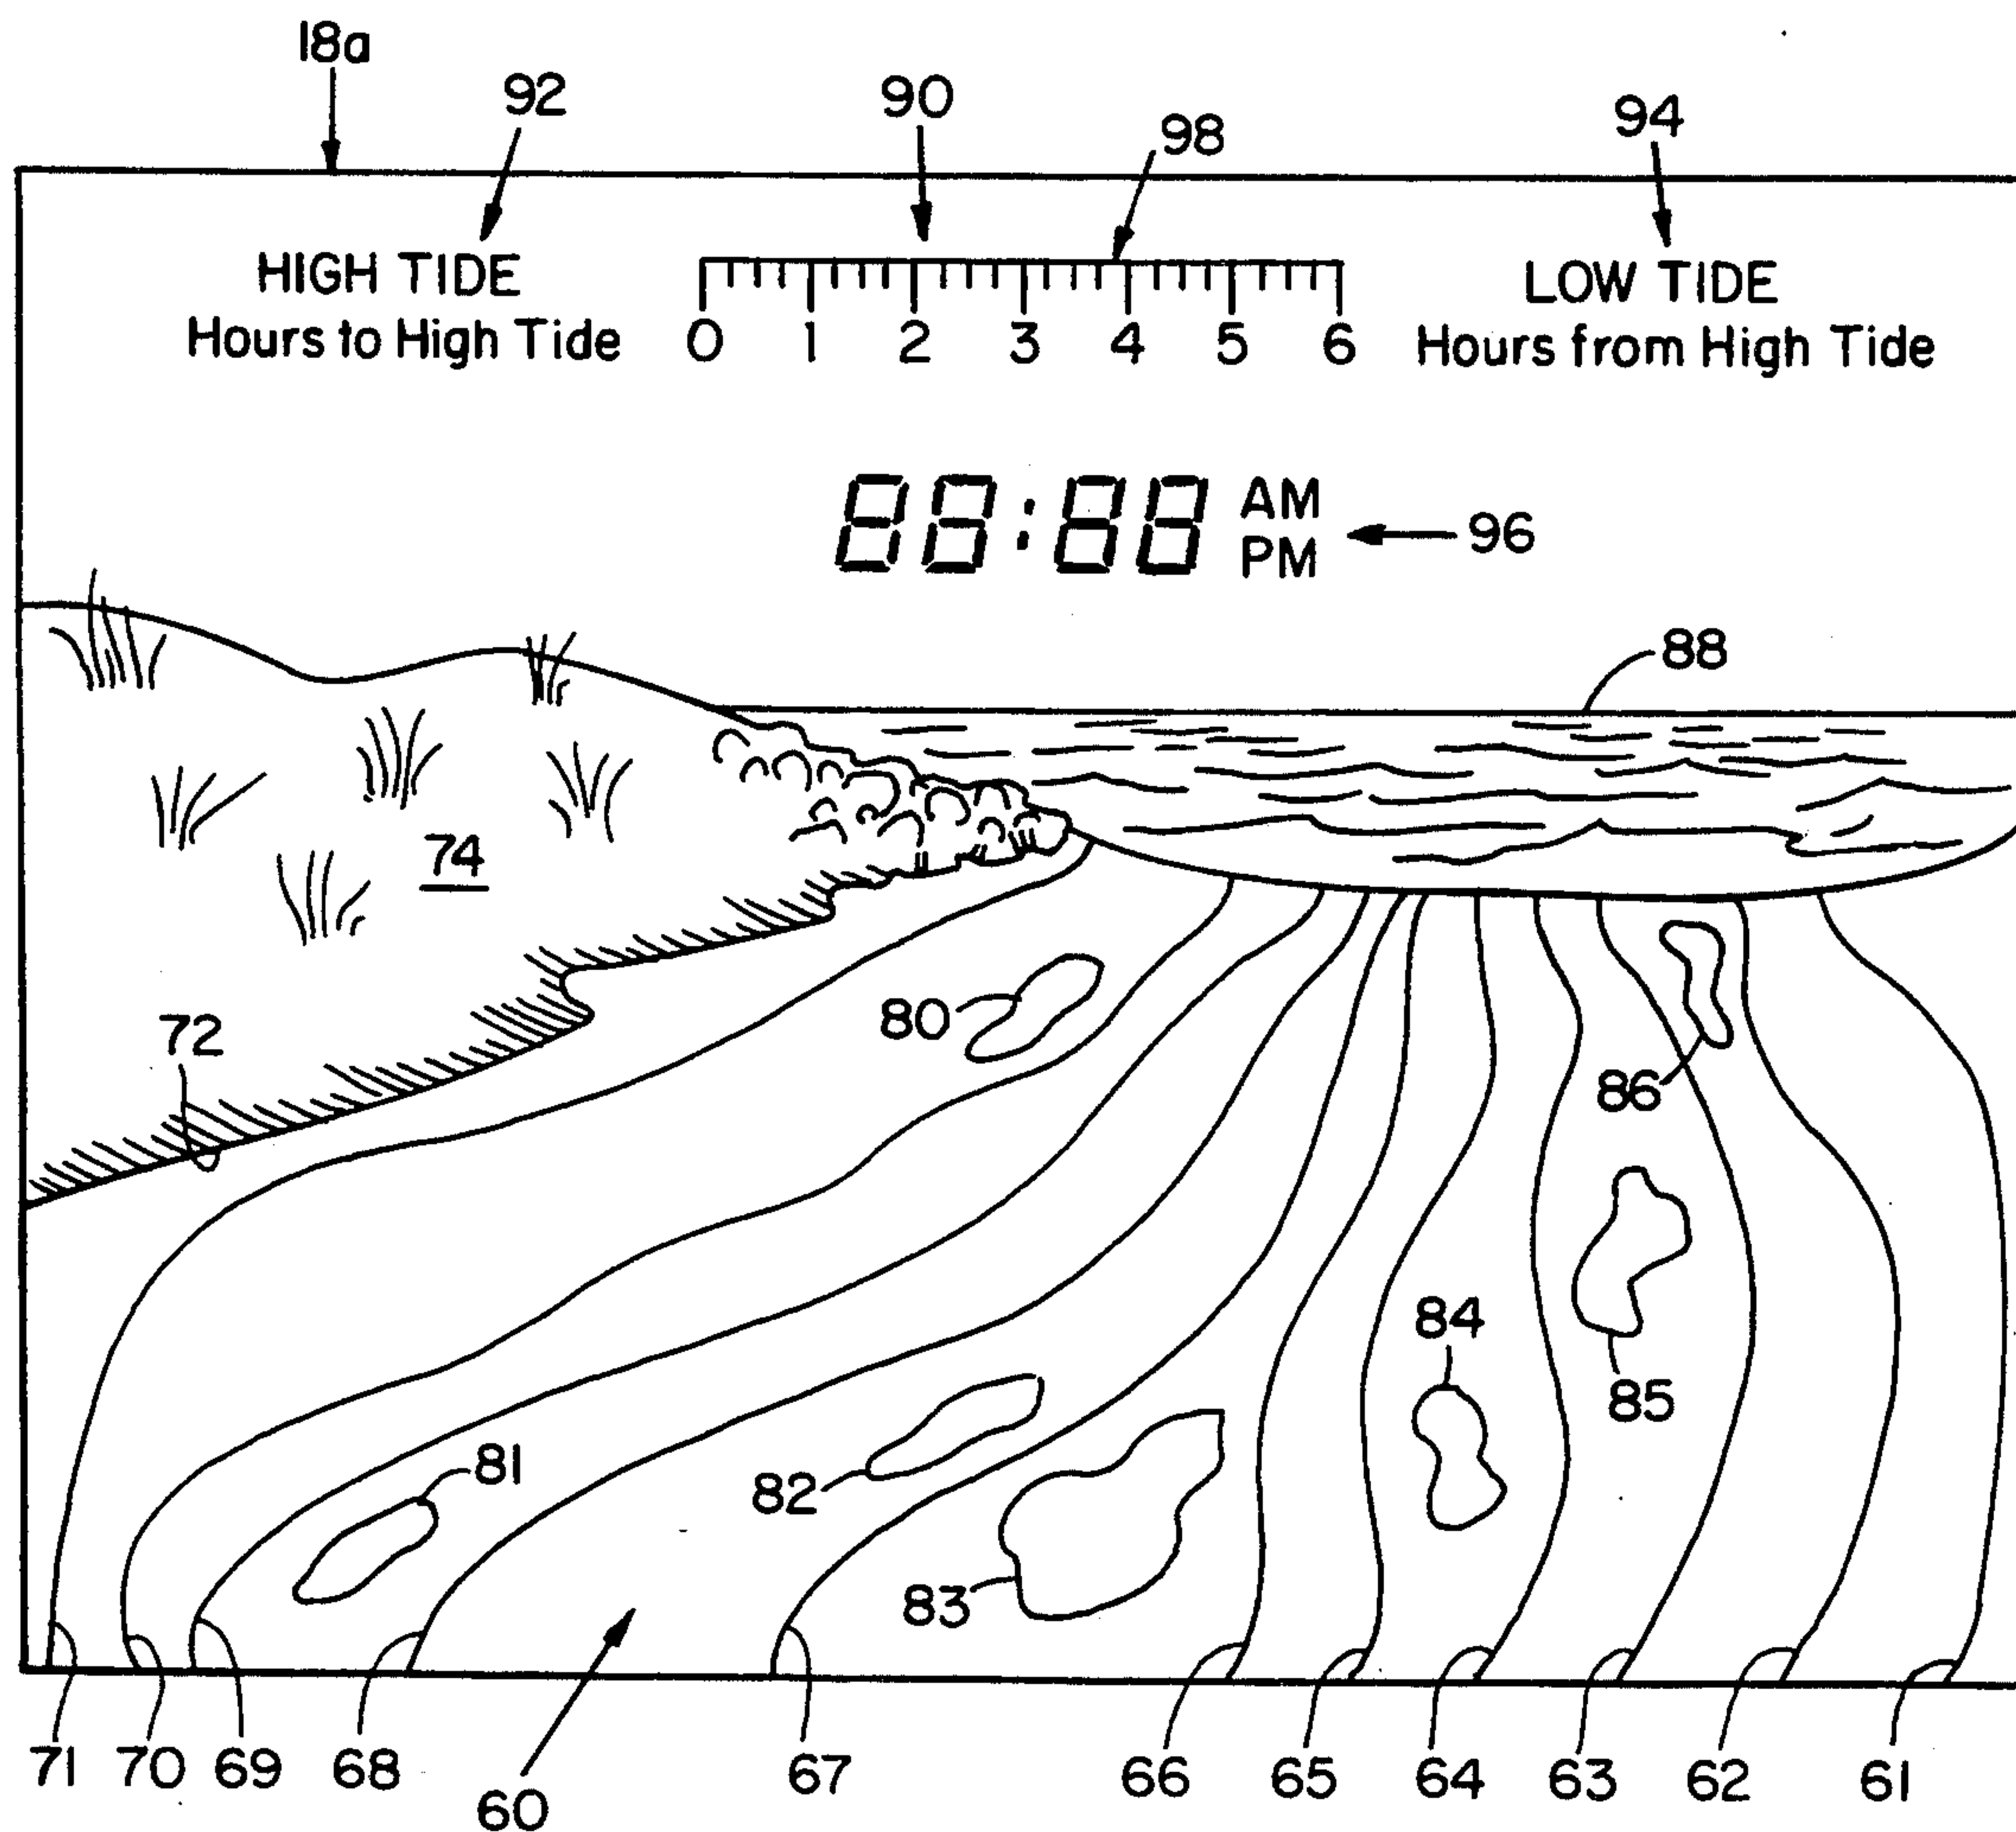 18a
92
90
98
94
HIGH TIDE
Hours to High Tide
0 1 2 3 4 5 6
LOW TIDE
Hours from High Tide
88:88 AM
PM
96
88
74
72
80
86
84
85
81
82
83
71 70 69 68 60 67 66 65 64 63 62 61